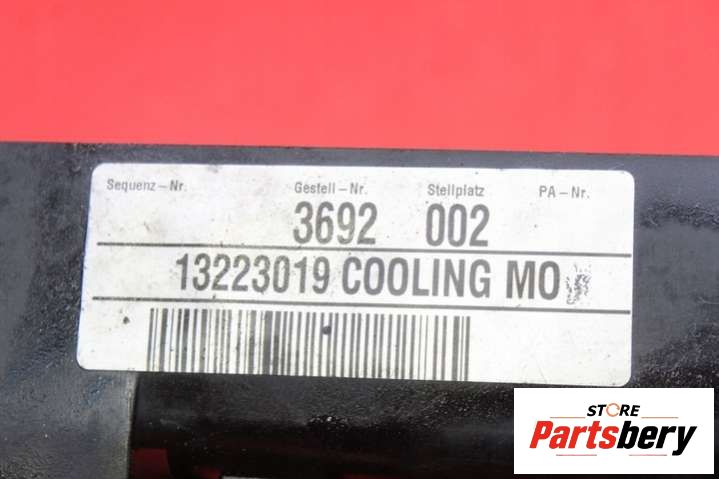 Sequenz–Nr. Gestell–Nr. Stellplatz PA–Nr.
3692 002
13223019 COOLING MO
STORE
Partsbery